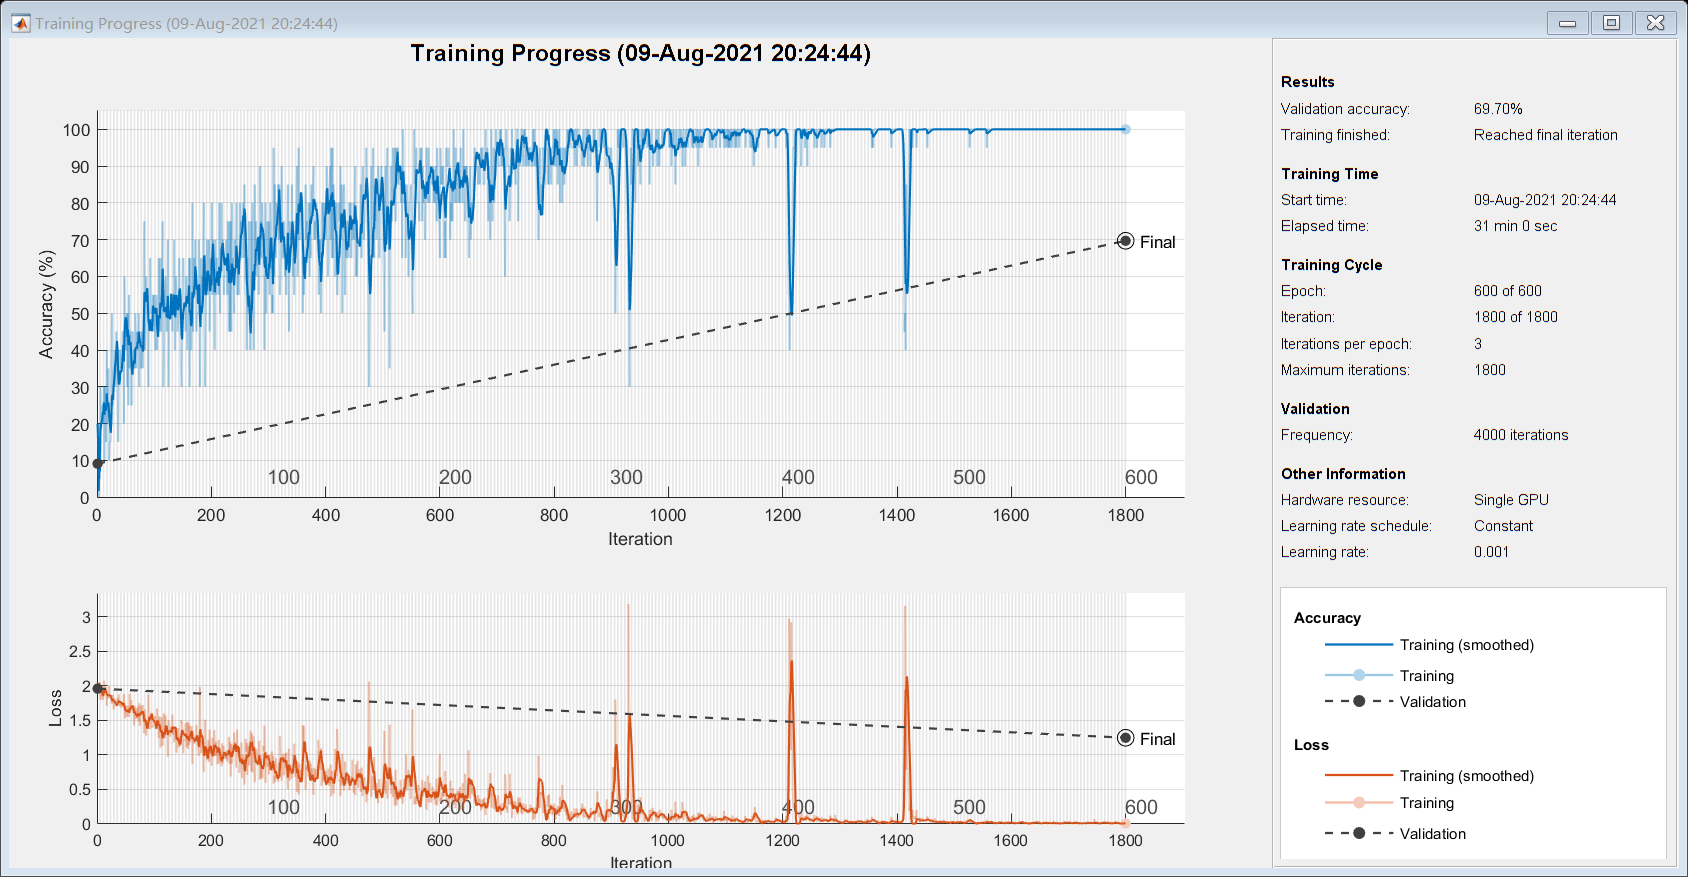 Training Progress (09-Aug-2021 20:24:44)
Training Progress (09-Aug-2021 20:24:44)
100
90
80
70
60
50
40
30
20
10
0
Accuracy (%)
Final
100 200 300 400 500 600
0 200 400 600 800 1000 1200 1400 1600 1800
Iteration
3
2.5
2
1.5
1
0.5
0
Loss
Final
100 200 300 400 500 600
0 200 400 600 800 1000 1200 1400 1600 1800
Iteration
Results
Validation accuracy: 69.70%
Training finished: Reached final iteration
Training Time
Start time: 09-Aug-2021 20:24:44
Elapsed time: 31 min 0 sec
Training Cycle
Epoch: 600 of 600
Iteration: 1800 of 1800
Iterations per epoch: 3
Maximum iterations: 1800
Validation
Frequency: 4000 iterations
Other Information
Hardware resource: Single GPU
Learning rate schedule: Constant
Learning rate: 0.001
Accuracy
Training (smoothed)
Training
Validation
Loss
Training (smoothed)
Training
Validation